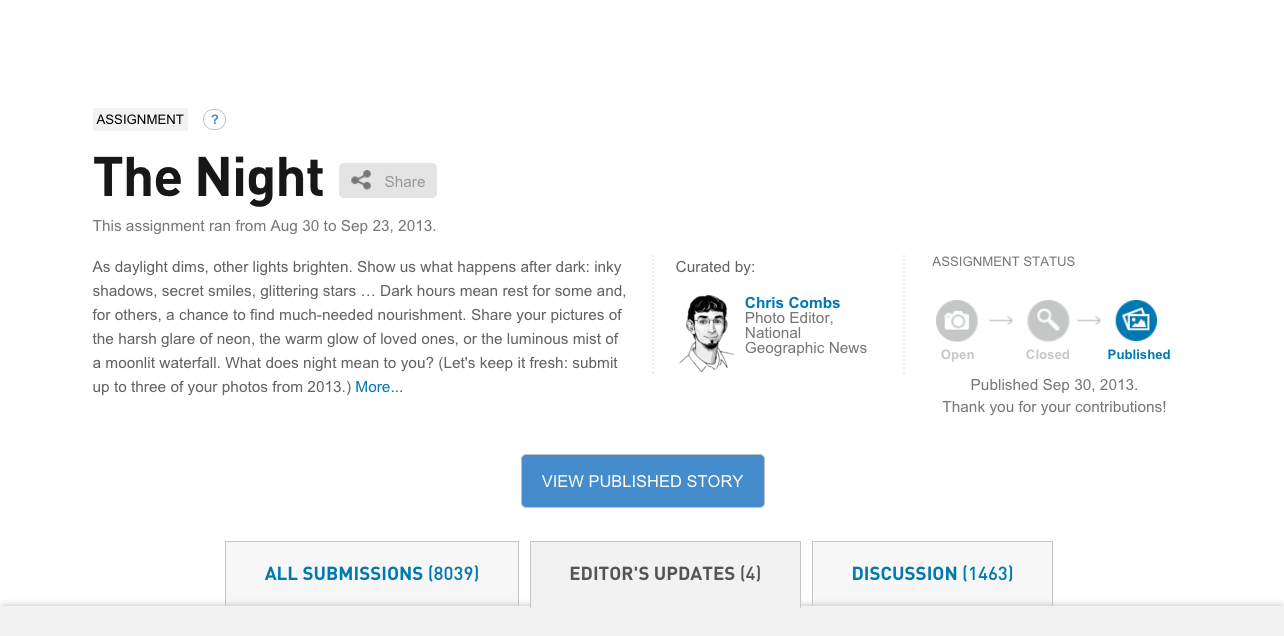 ASSIGNMENT ?
The Night Share
This assignment ran from Aug 30 to Sep 23, 2013.
As daylight dims, other lights brighten. Show us what happens after dark: inky
shadows, secret smiles, glittering stars … Dark hours mean rest for some and,
for others, a chance to find much-needed nourishment. Share your pictures of
the harsh glare of neon, the warm glow of loved ones, or the luminous mist of
a moonlit waterfall. What does night mean to you? (Let's keep it fresh: submit
up to three of your photos from 2013.) More...
Curated by:
Chris Combs
Photo Editor,
National
Geographic News
ASSIGNMENT STATUS
Open Closed Published
Published Sep 30, 2013.
Thank you for your contributions!
VIEW PUBLISHED STORY
ALL SUBMISSIONS (8039) EDITOR'S UPDATES (4) DISCUSSION (1463)